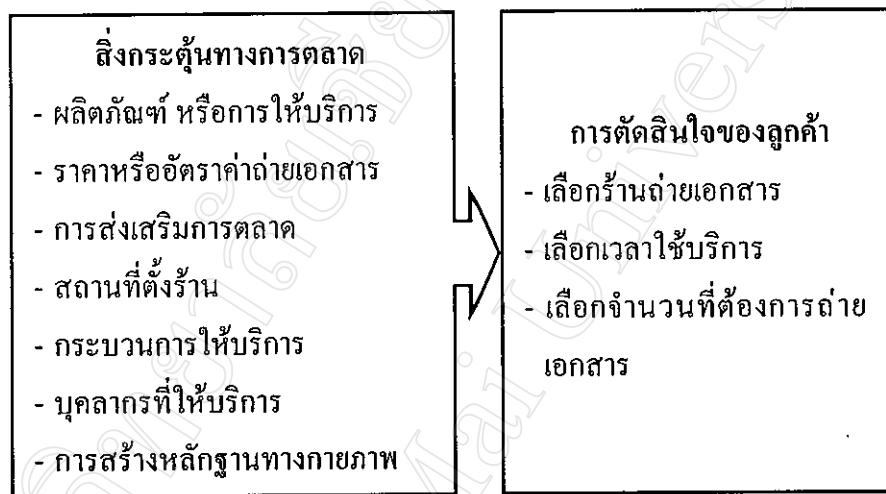 สิ่งกระตุ้นทางการตลาด
- ผลิตภัณฑ์ หรือการให้บริการ
- ราคาหรืออัตราค่าถ่ายเอกสาร
- การส่งเสริมการตลาด
- สถานที่ตั้งร้าน
- กระบวนการให้บริการ
- บุคลากรที่ให้บริการ
- การสร้างหลักฐานทางกายภาพ
การตัดสินใจของลูกค้า
- เลือกร้านถ่ายเอกสาร
- เลือกเวลาใช้บริการ
- เลือกจำนวนที่ต้องการถ่าย
เอกสาร